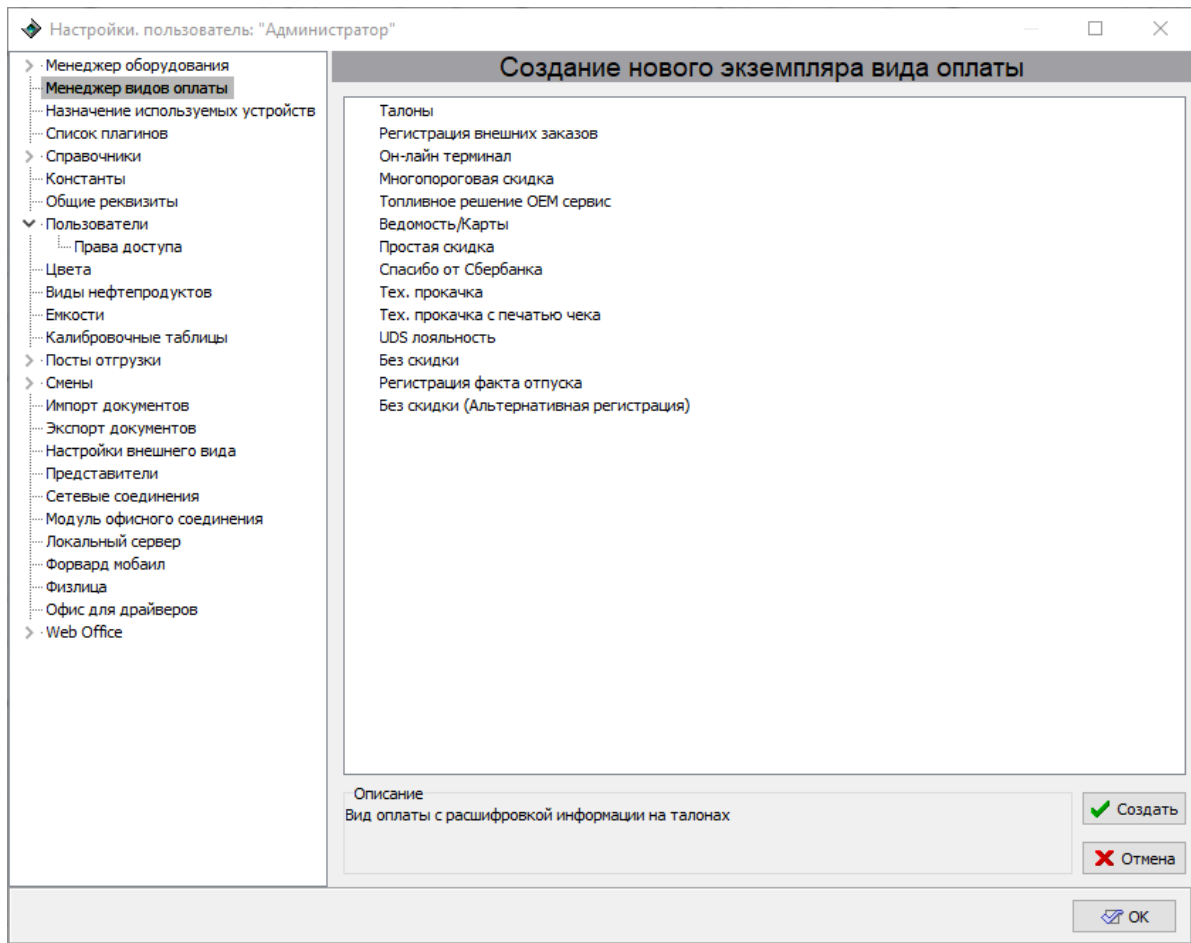 Настройки. пользователь: "Администратор"
Менеджер оборудования
Менеджер видов оплаты
Назначение используемых устройств
Список плагинов
Справочники
Константы
Общие реквизиты
Пользователи
Права доступа
Цвета
Виды нефтепродуктов
Емкости
Калибровочные таблицы
Посты отгрузки
Смены
Импорт документов
Экспорт документов
Настройки внешнего вида
Представители
Сетевые соединения
Модуль офисного соединения
Локальный сервер
Форвард мобаил
Физлица
Офис для драйверов
Web Office
Создание нового экземпляра вида оплаты
Талоны
Регистрация внешних заказов
Он-лайн терминал
Многопороговая скидка
Топливное решение ОЕМ сервис
Ведомость/Карты
Простая скидка
Спасибо от Сбербанка
Тех. прокачка
Тех. прокачка с печатью чека
UDS лояльность
Без скидки
Регистрация факта отпуска
Без скидки (Альтернативная регистрация)
Описание
Вид оплаты с расшифровкой информации на талонах
Создать
Отмена
OK